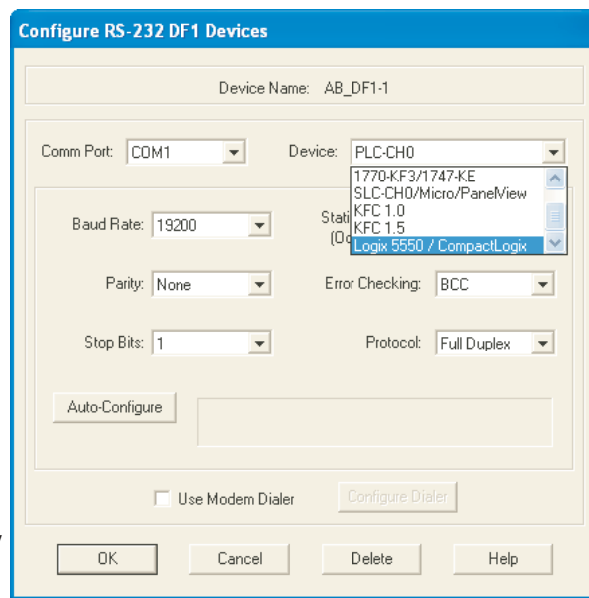 Configure RS-232 DF1 Devices
Device Name: AB_DF1-1
Comm Port: COM1 Device: PLC-CH0
1770-KF3/1747-KE
SLC-CH0/Micro/PanelView
KFC 1.0
KFC 1.5
Logix 5550 / CompactLogix
Baud Rate: 19200
Parity: None Error Checking: BCC
Stop Bits: 1 Protocol: Full Duplex
Auto-Configure
Use Modem Dialer Configure Dialer
OK Cancel Delete Help